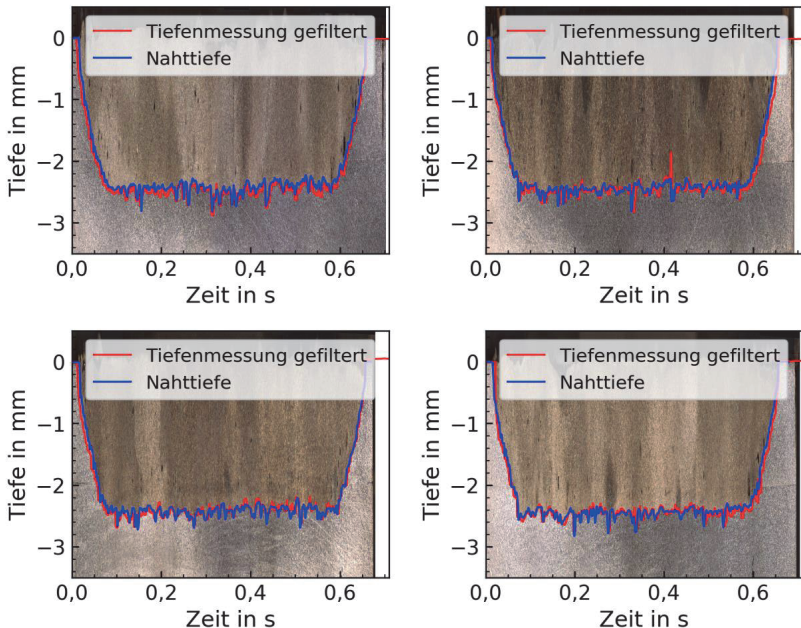 Tiefenmessung gefiltert
Nahttiefe
0
−1
−2
−3
Tiefe in mm
0,0 0,2 0,4 0,6
Zeit in s
Tiefenmessung gefiltert
Nahttiefe
0
−1
−2
−3
Tiefe in mm
0,0 0,2 0,4 0,6
Zeit in s
Tiefenmessung gefiltert
Nahttiefe
0
−1
−2
−3
Tiefe in mm
0,0 0,2 0,4 0,6
Zeit in s
Tiefenmessung gefiltert
Nahttiefe
0
−1
−2
−3
Tiefe in mm
0,0 0,2 0,4 0,6
Zeit in s